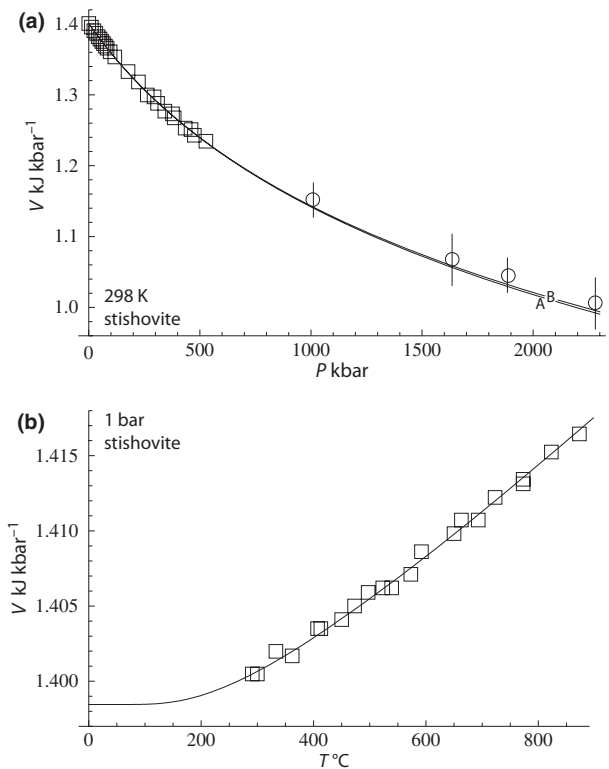 (a)
1.4
1.3
1.2
1.1
1.0
V kJ kbar⁻¹
298 K
stishovite
A
B
0
500
1000
1500
2000
P kbar
(b)
1 bar
stishovite
1.415
1.410
1.405
1.400
V kJ kbar⁻¹
0
200
400
600
800
T °C